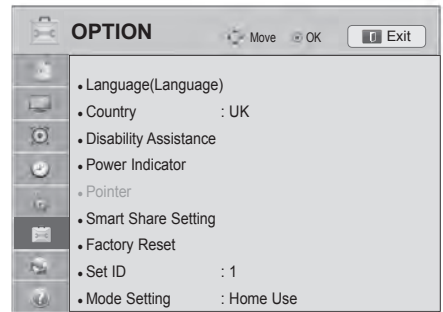 OPTION Move OK Exit
• Language(Language)
• Country : UK
• Disability Assistance
• Power Indicator
• Pointer
• Smart Share Setting
• Factory Reset
• Set ID : 1
• Mode Setting : Home Use